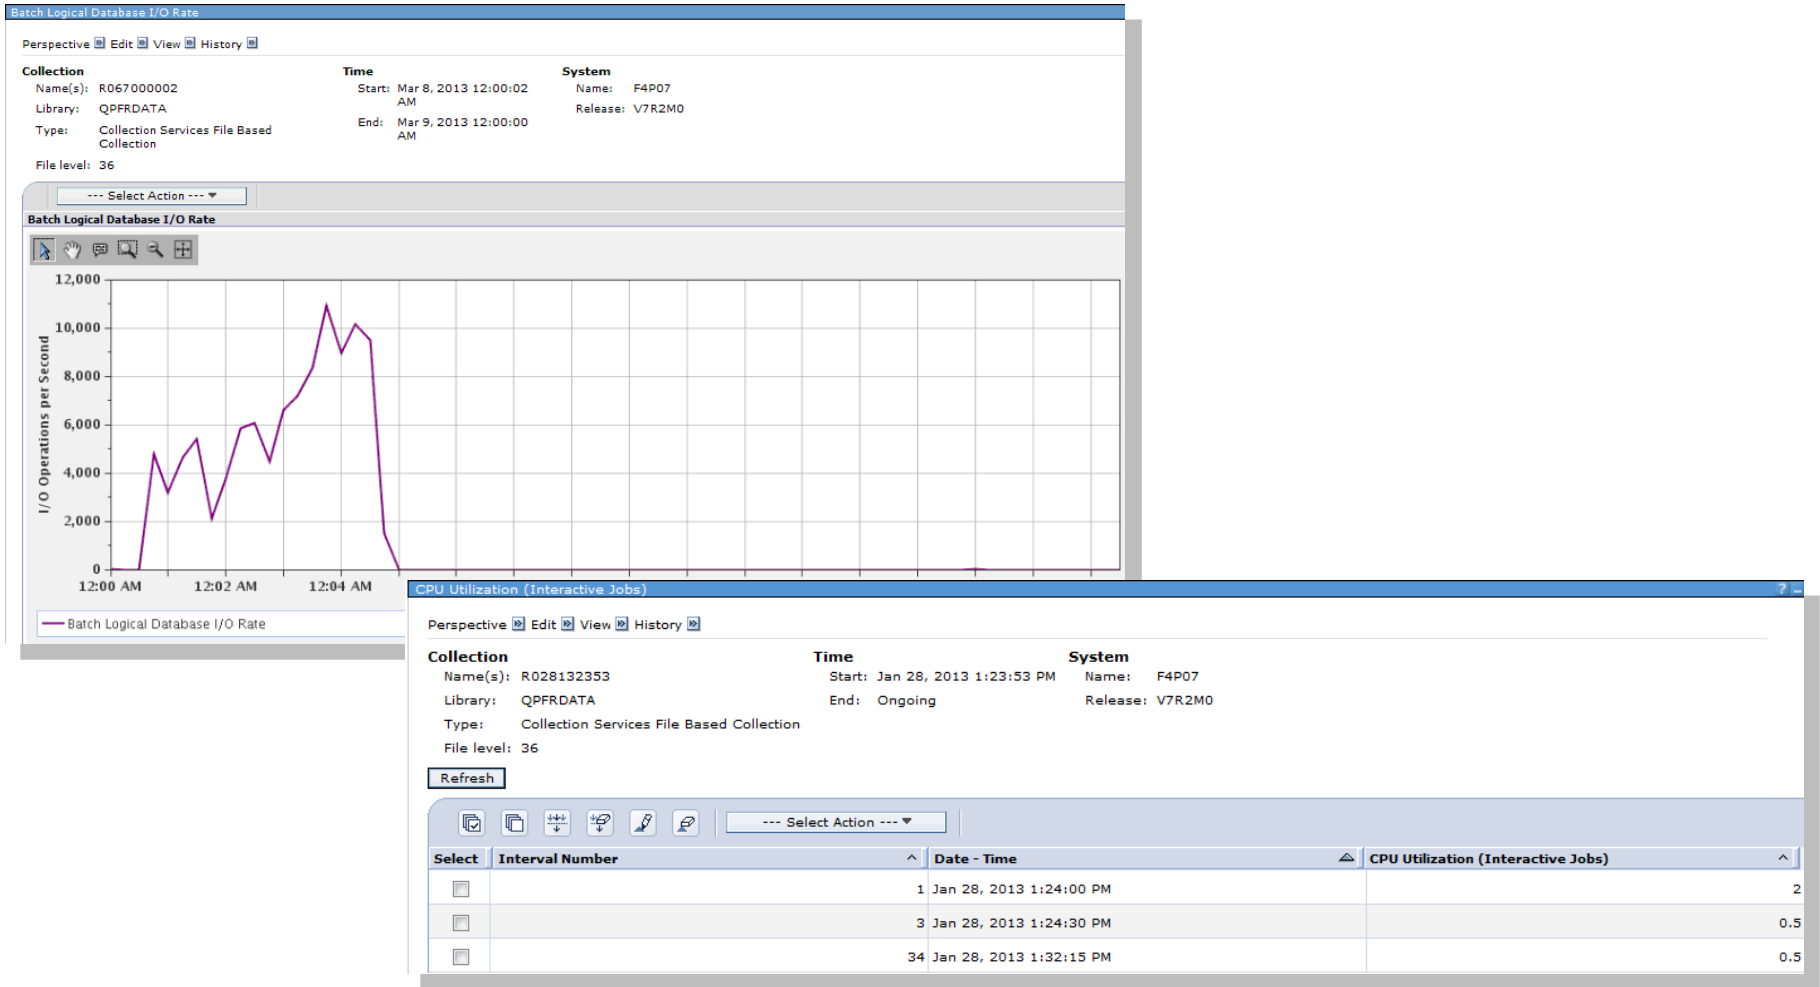 Batch Logical Database I/O Rate
Perspective Edit View History
Collection Time System
Name(s): R067000002 Start: Mar 8, 2013 12:00:02 AM Name: F4P07
Library: QPFRDATA End: Mar 9, 2013 12:00:00 AM Release: V7R2M0
Type: Collection Services File Based
Collection
File level: 36
--- Select Action ---
Batch Logical Database I/O Rate
12,000
10,000
8,000
6,000
4,000
2,000
0
I/O Operations per Second
12:00 AM 12:02 AM 12:04 AM
Batch Logical Database I/O Rate
CPU Utilization (Interactive Jobs) ? –
Perspective Edit View History
Collection Time System
Name(s): R028132353 Start: Jan 28, 2013 1:23:53 PM Name: F4P07
Library: QPFRDATA End: Ongoing Release: V7R2M0
Type: Collection Services File Based Collection
File level: 36
Refresh
--- Select Action ---
Select Interval Number Date - Time CPU Utilization (Interactive Jobs)
1 Jan 28, 2013 1:24:00 PM 2
3 Jan 28, 2013 1:24:30 PM 0.5
34 Jan 28, 2013 1:32:15 PM 0.5